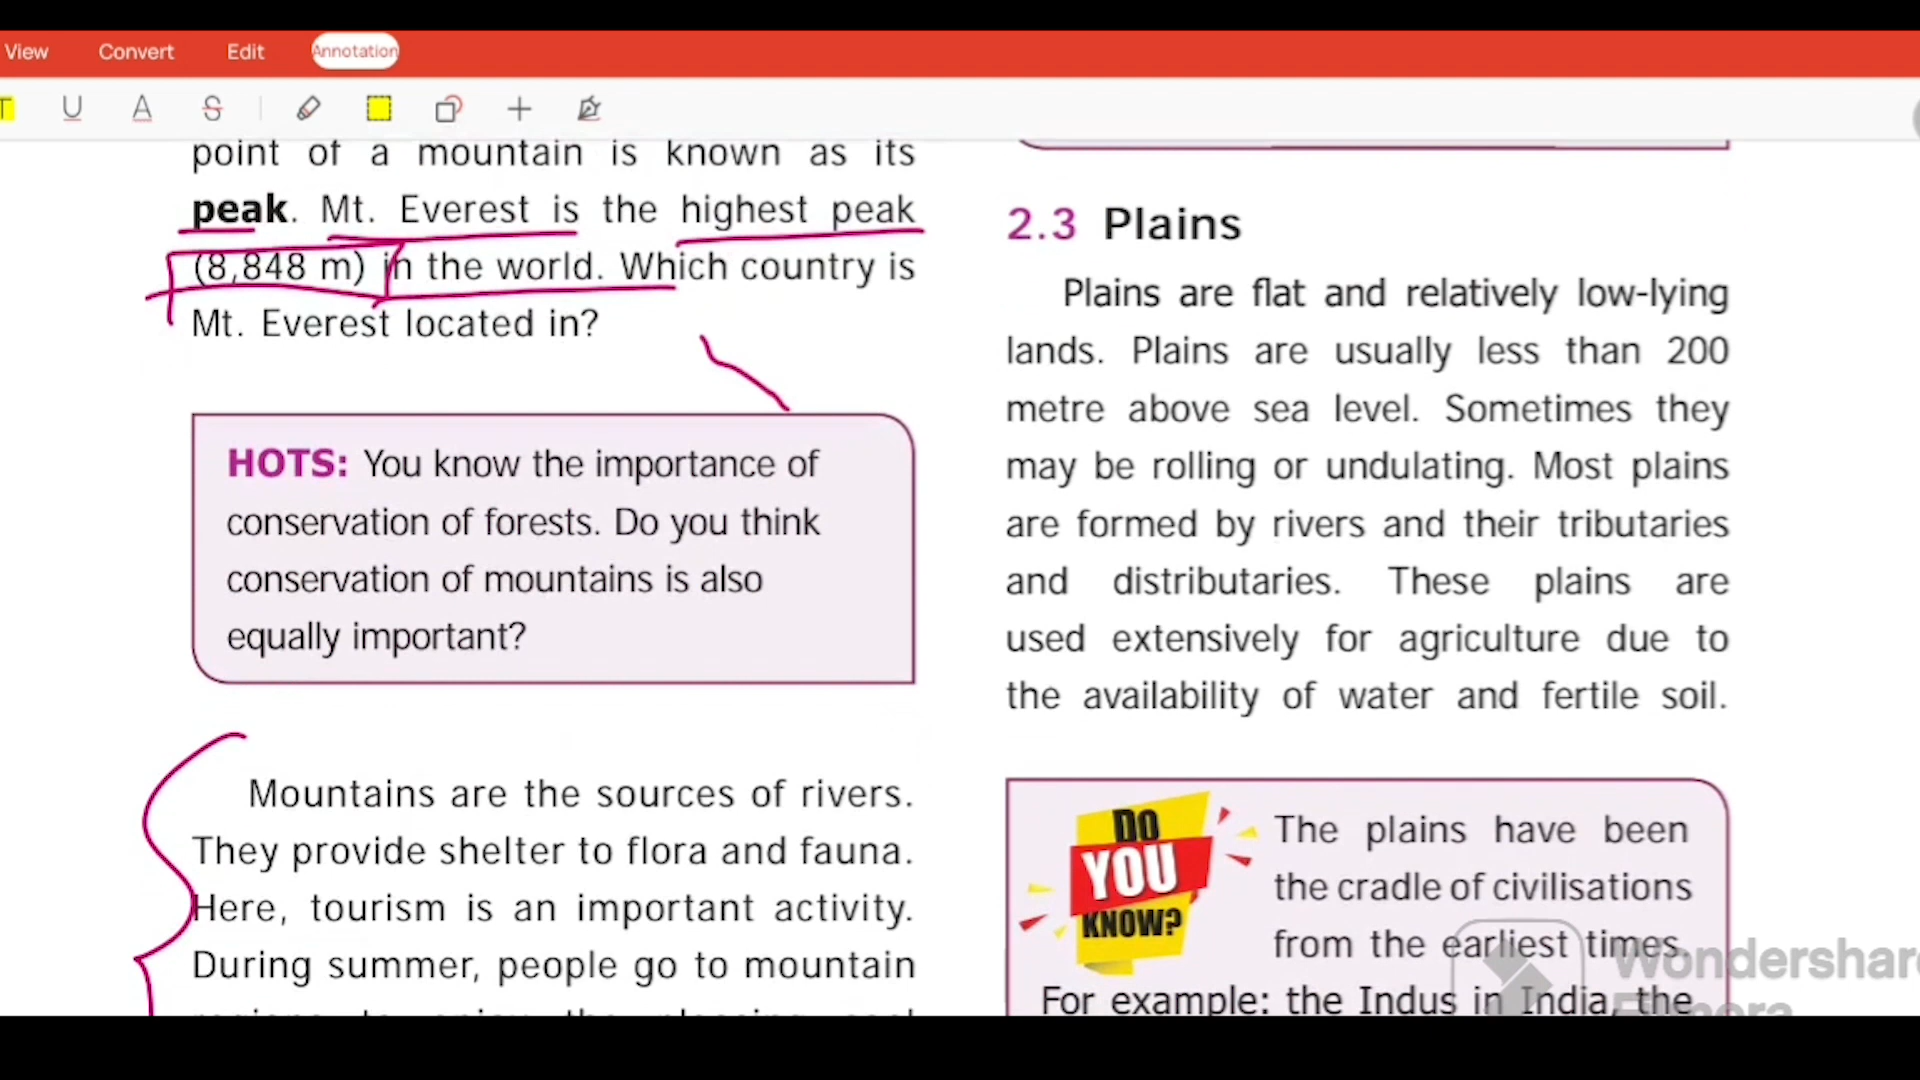 View Convert Edit Annotation
T U A S
point of a mountain is known as its
peak. Mt. Everest is the highest peak
(8,848 m) in the world. Which country is
Mt. Everest located in?
HOTS: You know the importance of
conservation of forests. Do you think
conservation of mountains is also
equally important?
Mountains are the sources of rivers.
They provide shelter to flora and fauna.
Here, tourism is an important activity.
During summer, people go to mountain
2.3 Plains
Plains are flat and relatively low-lying
lands. Plains are usually less than 200
metre above sea level. Sometimes they
may be rolling or undulating. Most plains
are formed by rivers and their tributaries
and distributaries. These plains are
used extensively for agriculture due to
the availability of water and fertile soil.
DO
YOU
KNOW?
The plains have been
the cradle of civilisations
from the earliest times.
For example: the Indus in India, the
Wondershare
Filmora